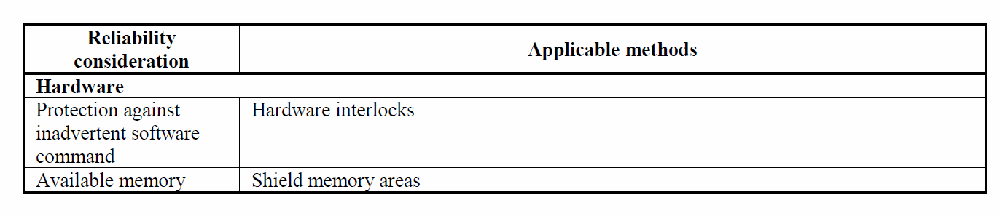 Reliability
consideration
Applicable methods
Hardware
Protection against
inadvertent software
command
Hardware interlocks
Available memory
Shield memory areas